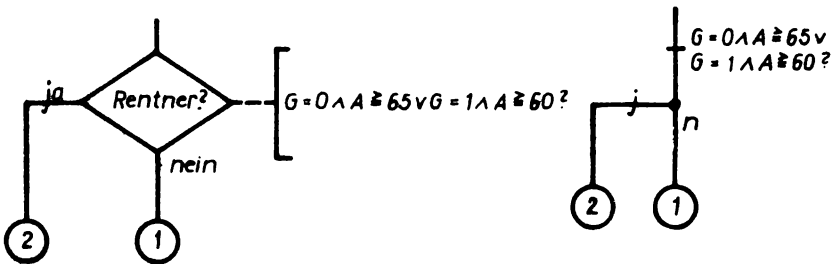 ja
Rentner?
G = 0 ∧ A ≧ 65 v G = 1 ∧ A ≧ 60 ?
nein
2
1
G = 0 ∧ A ≧ 65 v
G = 1 ∧ A ≧ 60 ?
j
n
2
1